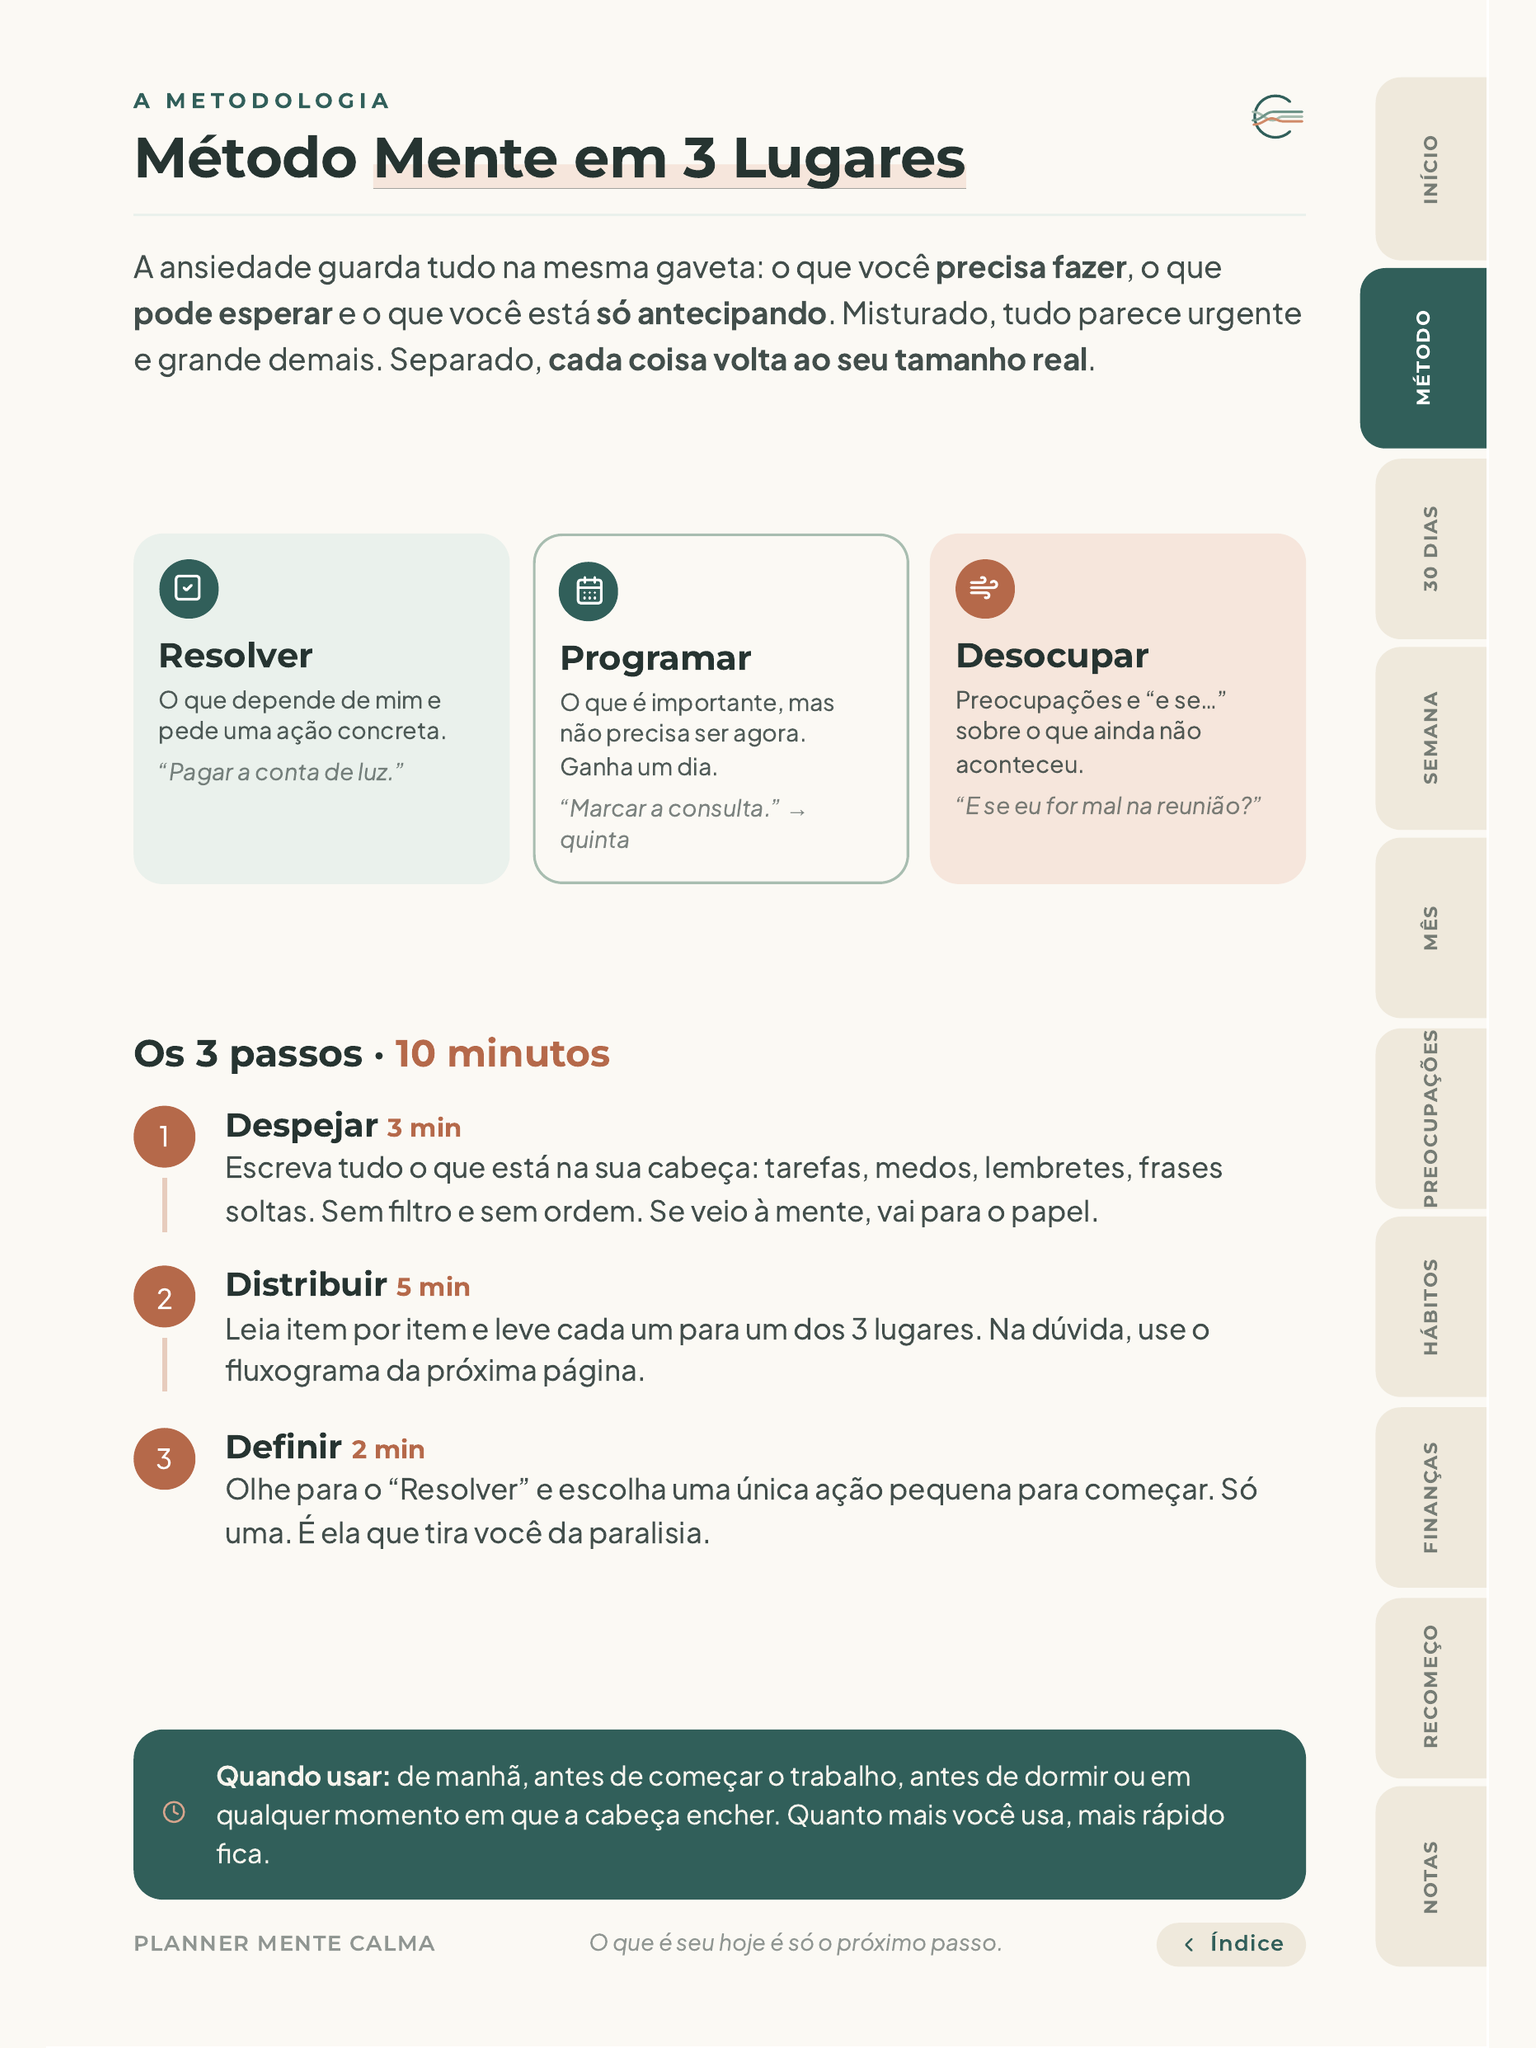 A METODOLOGIA
Método Mente em 3 Lugares
A ansiedade guarda tudo na mesma gaveta: o que você precisa fazer, o que
pode esperar e o que você está só antecipando. Misturado, tudo parece urgente
e grande demais. Separado, cada coisa volta ao seu tamanho real.
Resolver
O que depende de mim e
pede uma ação concreta.
“Pagar a conta de luz.”
Programar
O que é importante, mas
não precisa ser agora.
Ganha um dia.
“Marcar a consulta.” →
quinta
Desocupar
Preocupações e “e se…”
sobre o que ainda não
aconteceu.
“E se eu for mal na reunião?”
Os 3 passos · 10 minutos
1
Despejar 3 min
Escreva tudo o que está na sua cabeça: tarefas, medos, lembretes, frases
soltas. Sem filtro e sem ordem. Se veio à mente, vai para o papel.
2
Distribuir 5 min
Leia item por item e leve cada um para um dos 3 lugares. Na dúvida, use o
fluxograma da próxima página.
3
Definir 2 min
Olhe para o “Resolver” e escolha uma única ação pequena para começar. Só
uma. É ela que tira você da paralisia.
Quando usar: de manhã, antes de começar o trabalho, antes de dormir ou em
qualquer momento em que a cabeça encher. Quanto mais você usa, mais rápido
fica.
PLANNER MENTE CALMA
O que é seu hoje é só o próximo passo.
Índice
INÍCIO
MÉTODO
30 DIAS
SEMANA
MÊS
PREOCUPAÇÕES
HÁBITOS
FINANÇAS
RECOMEÇO
NOTAS